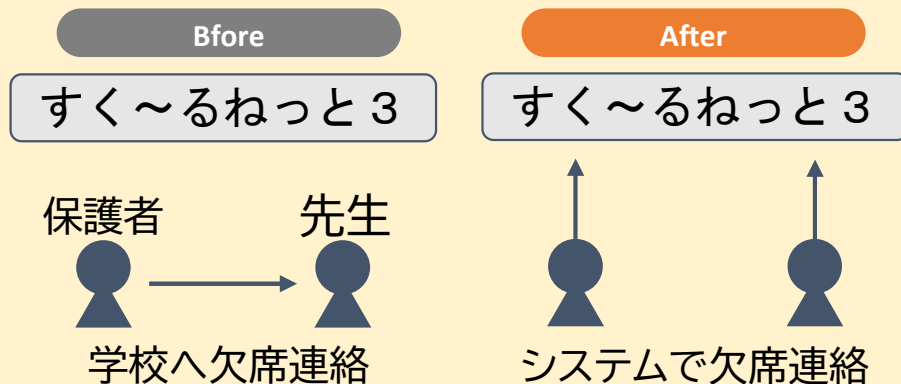 Bfore
すく～るねっと３
保護者
先生
学校へ欠席連絡
After
すく～るねっと３
システムで欠席連絡